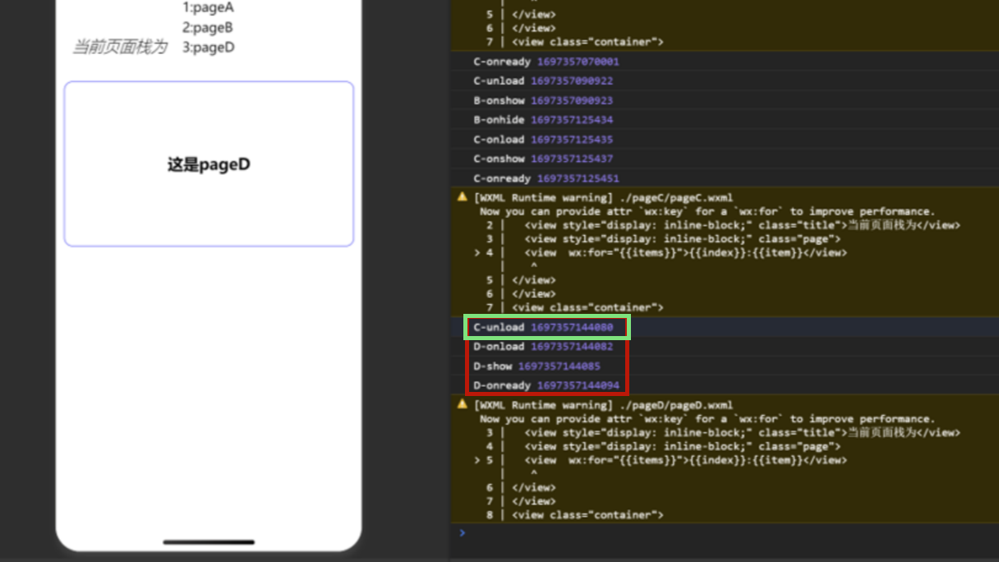 1:pageA
2:pageB
当前页面栈为 3:pageD
这是pageD
5 | </view>
6 | </view>
7 | <view class="container">
C-onready 1697357070001
C-unload 1697357090922
B-onshow 1697357090923
B-onhide 1697357125434
C-onload 1697357125435
C-onshow 1697357125437
C-onready 1697357125451
[WXML Runtime warning] ./pageC/pageC.wxml
Now you can provide attr `wx:key` for a `wx:for` to improve performance.
2 | <view style="display: inline-block;" class="title">当前页面栈为</view>
3 | <view style="display: inline-block;" class="page">
> 4 | <view wx:for="{{items}}">{{index}}:{{item}}</view>
| ^
5 | </view>
6 | </view>
7 | <view class="container">
C-unload 1697357144080
D-onload 1697357144082
D-show 1697357144085
D-onready 1697357144094
[WXML Runtime warning] ./pageD/pageD.wxml
Now you can provide attr `wx:key` for a `wx:for` to improve performance.
3 | <view style="display: inline-block;" class="title">当前页面栈为</view>
4 | <view style="display: inline-block;" class="page">
> 5 | <view wx:for="{{items}}">{{index}}:{{item}}</view>
| ^
6 | </view>
7 | </view>
8 | <view class="container">
>